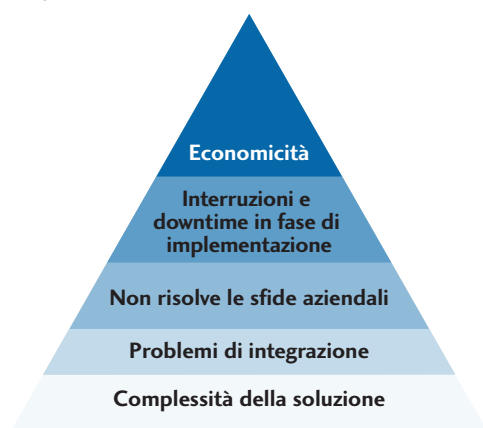 Economicità
Interruzioni e
downtime in fase di
implementazione
Non risolve le sfide aziendali
Problemi di integrazione
Complessità della soluzione